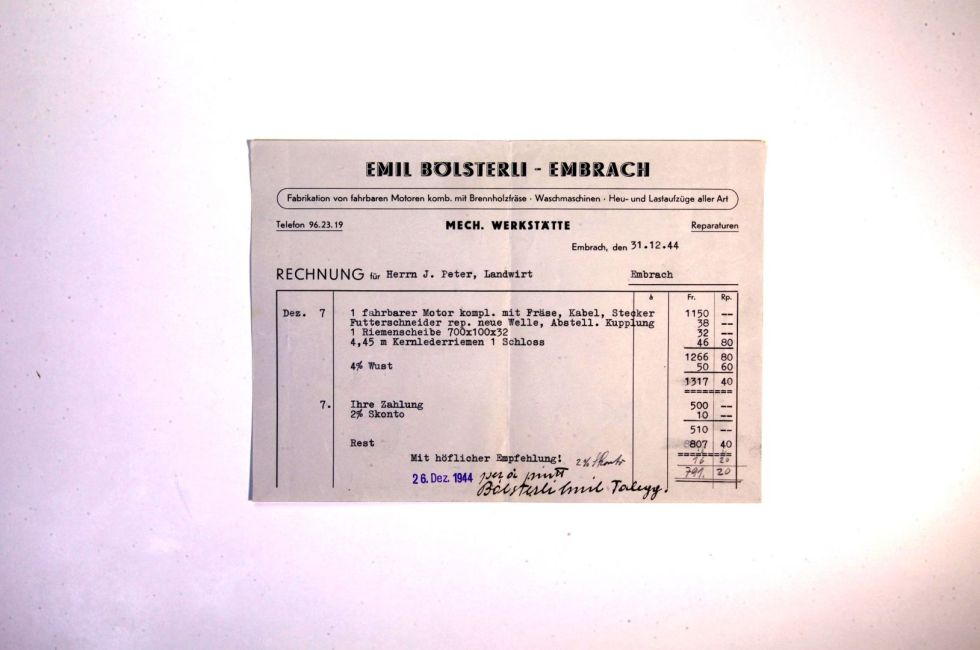 EMIL BÖLSTERLI - EMBRACH
Fabrikation von fahrbaren Motoren komb. mit Brennholzfräse · Waschmaschinen · Heu- und Lastaufzüge aller Art
Telefon 96.23.19 MECH. WERKSTÄTTE Reparaturen
Embrach, den 31.12.44
RECHNUNG für Herrn J. Peter, Landwirt Embrach
à Fr. Rp.
Dez. 7 1 fahrbarer Motor kompl. mit Fräse, Kabel, Stecker 1150 --
Futterschneider rep. neue Welle, Abstell. Kupplung 38 --
1 Riemenscheibe 700x100x32 32 --
4,45 m Kernlederriemen 1 Schloss 46 80
1266 80
4% Wust 50 60
1317 40
7. Ihre Zahlung 500 --
2% Skonto 10 --
510 --
Rest 807 40
Mit höflicher Empfehlung! 2% Skonto 16 20
26. Dez. 1944 791. 20
Bölsterli Emil